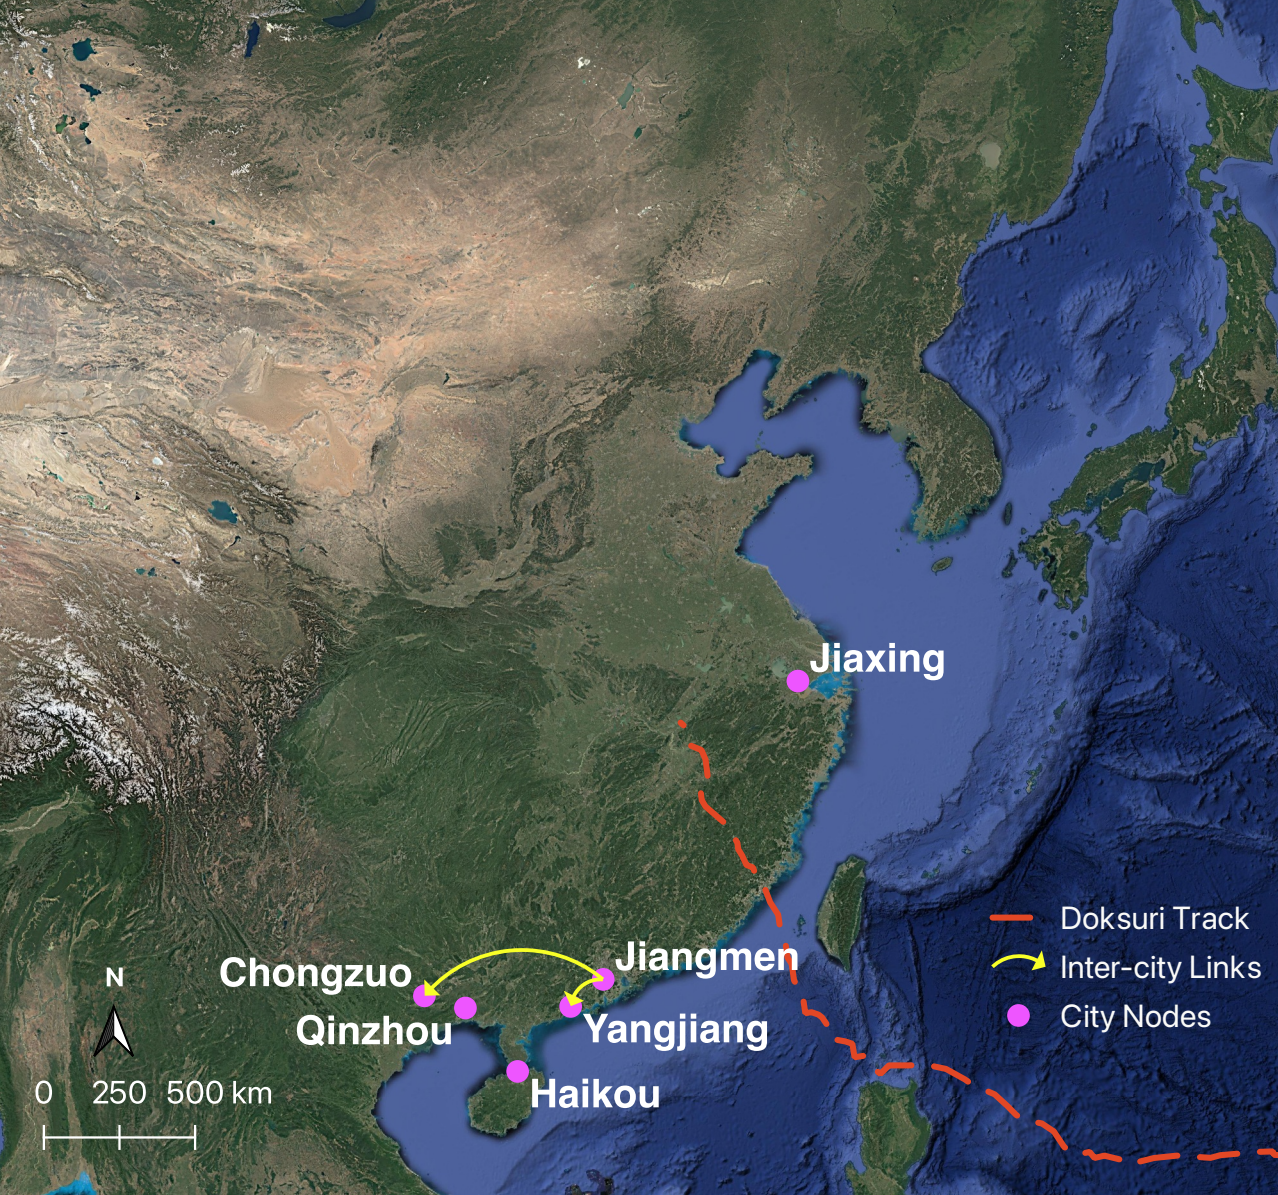 Jiaxing
Doksuri Track
Jiangmen
Chongzuo
Inter-city Links
N
Qinzhou
Yangjiang
City Nodes
0 250 500 km
Haikou